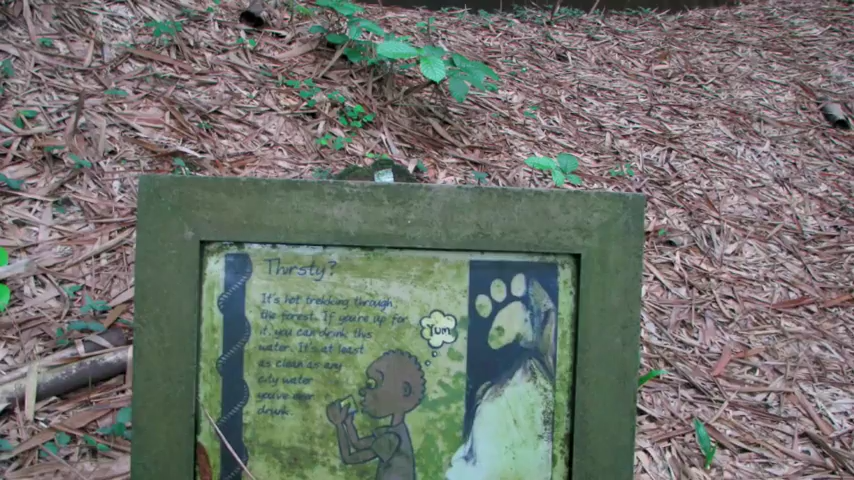 Thirsty?
It's hot trekking through
the forest. If you're up for
it, you can drink this
water. It's at least
as clean as any
city water
you've ever
drunk.
Yum